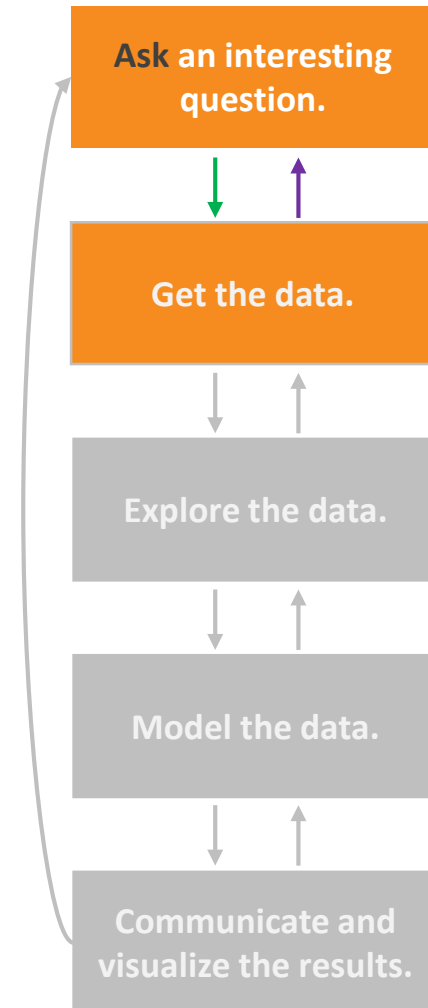 Ask an interesting
question.
Get the data.
Explore the data.
Model the data.
Communicate and
visualize the results.